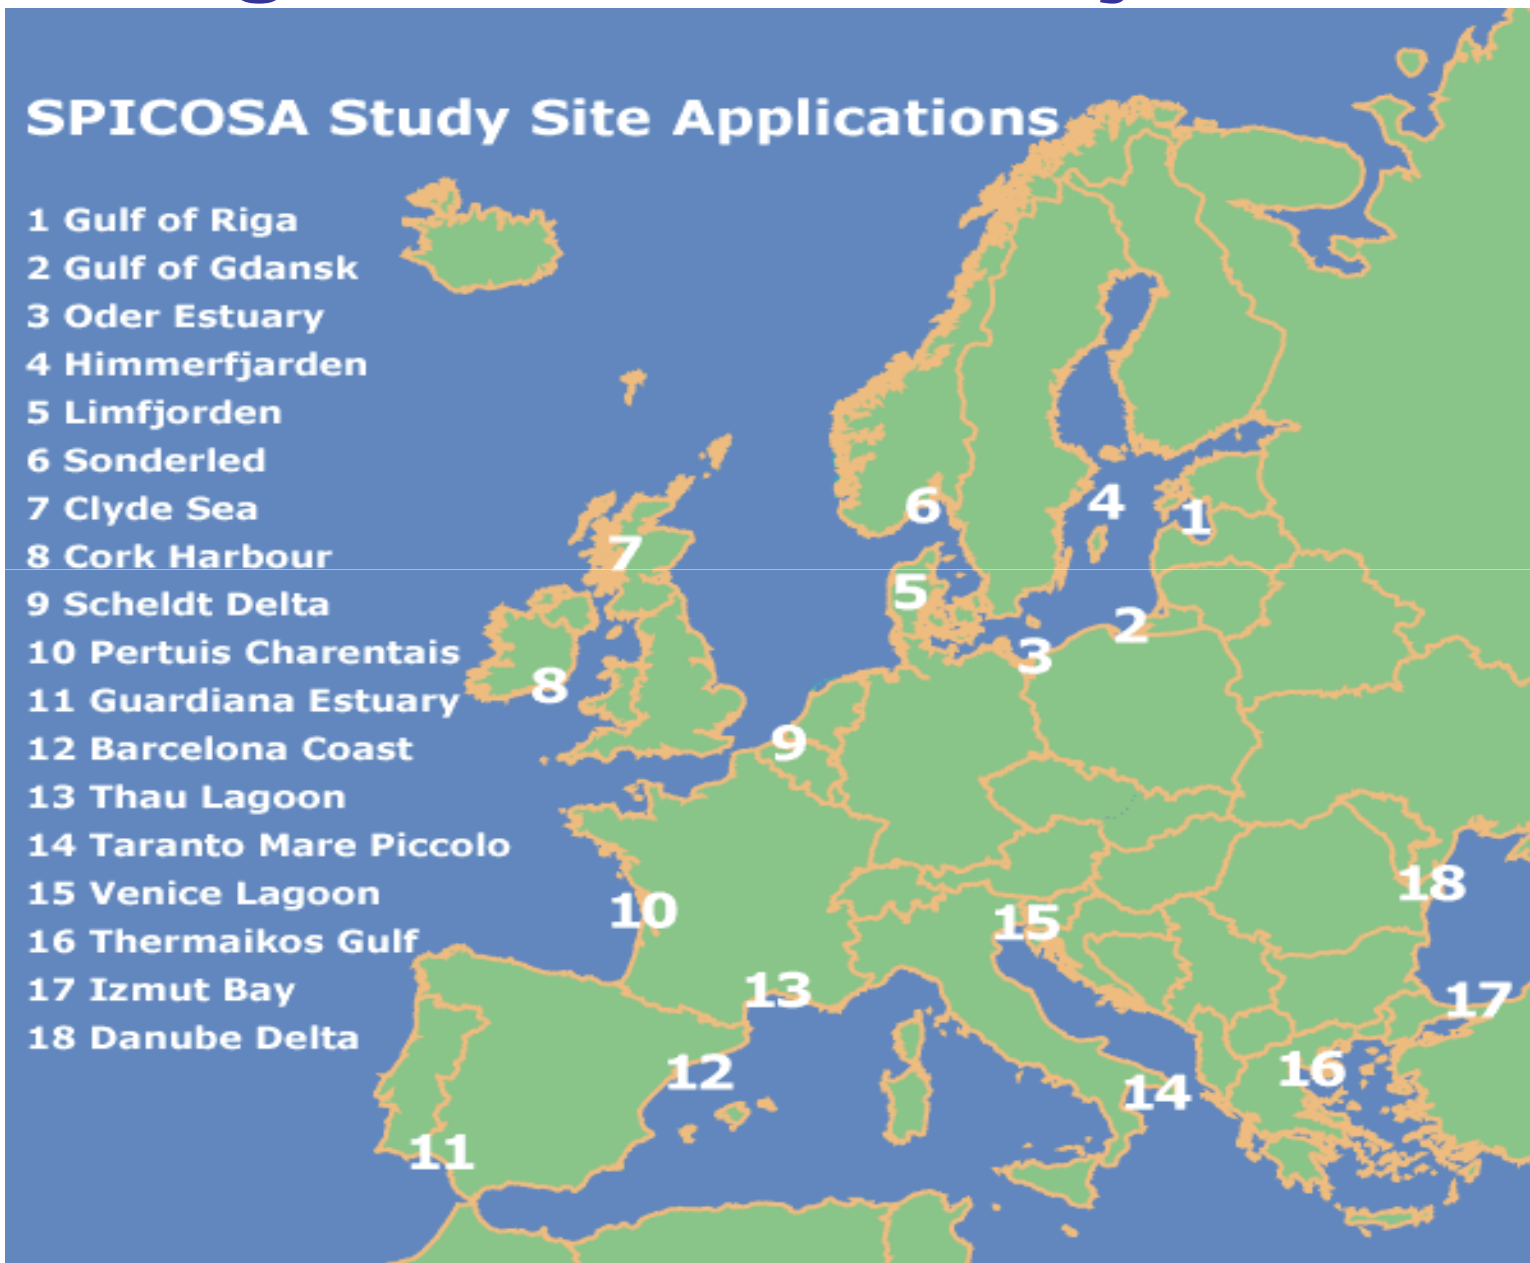 SPICOSA Study Site Applications
1 Gulf of Riga
2 Gulf of Gdansk
3 Oder Estuary
4 Himmerfjarden
5 Limfjorden
6 Sonderled
7 Clyde Sea
8 Cork Harbour
9 Scheldt Delta
10 Pertuis Charentais
11 Guardiana Estuary
12 Barcelona Coast
13 Thau Lagoon
14 Taranto Mare Piccolo
15 Venice Lagoon
16 Thermaikos Gulf
17 Izmut Bay
18 Danube Delta
6
4
1
7
5
2
3
8
9
18
10
15
13
17
12
16
14
11